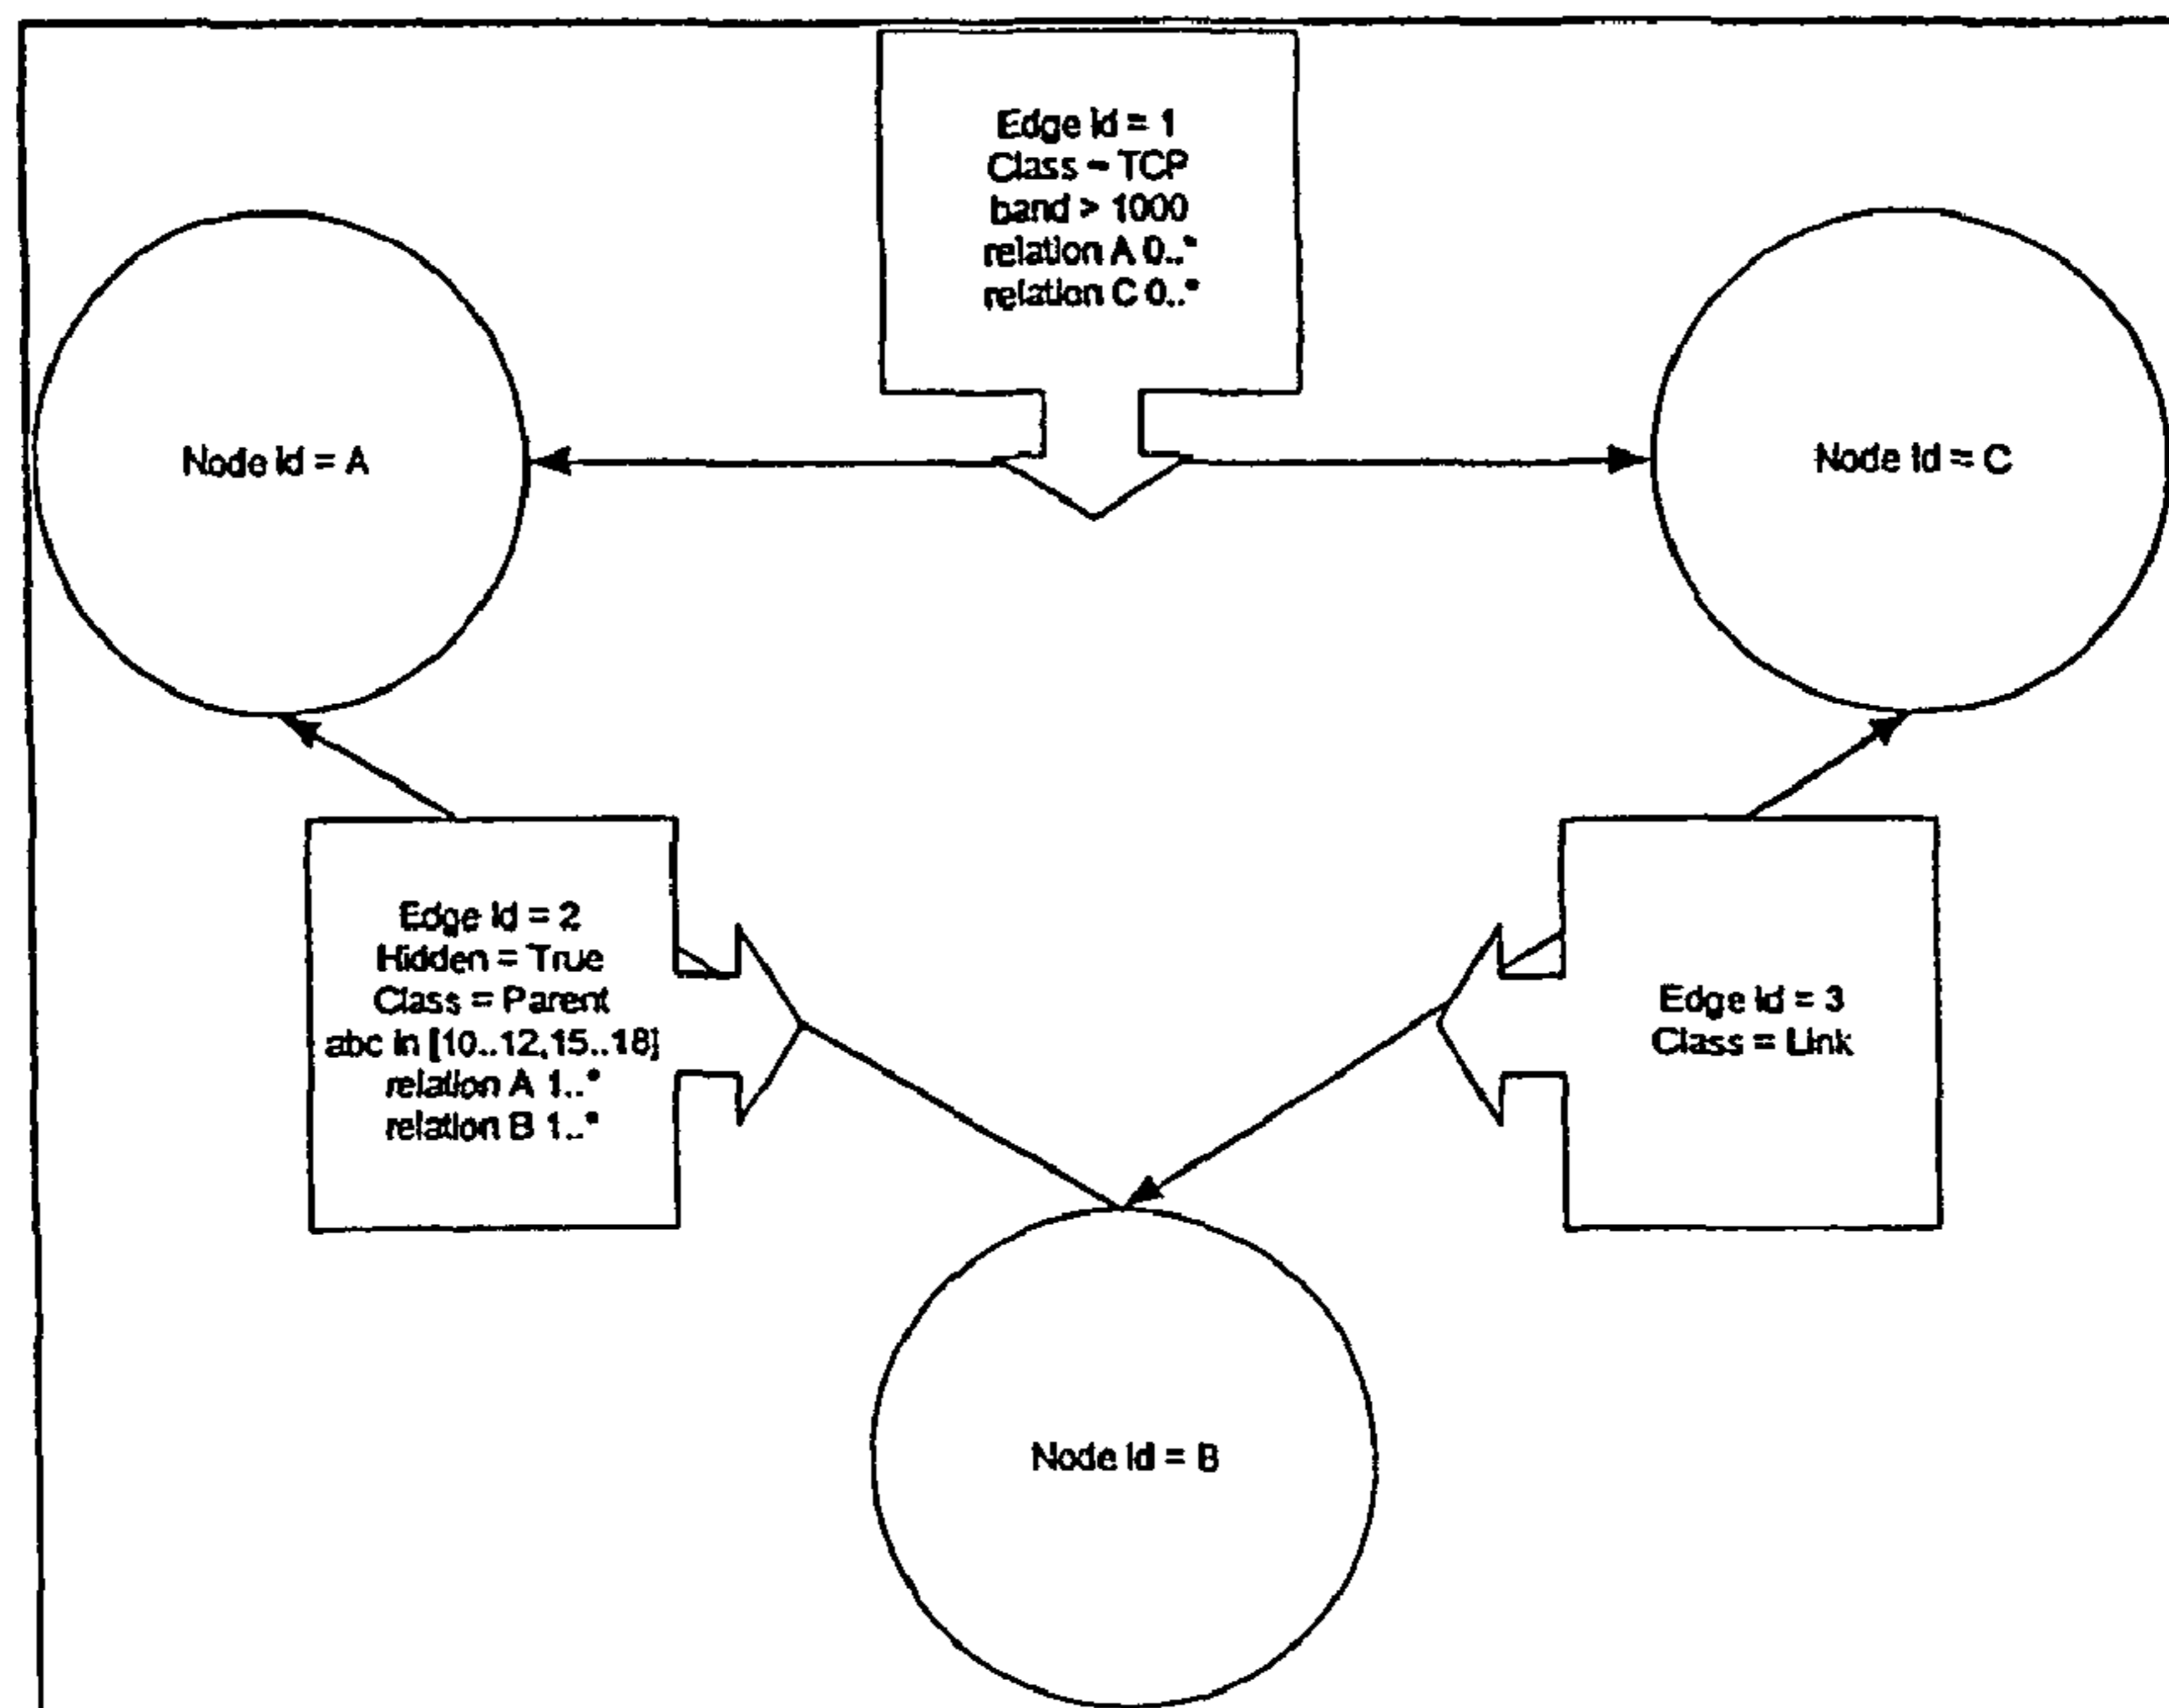 Edge Id = 1
Class = TCP
band > 1000
relation A 0..*
relation C 0..*
Node Id = A
Node Id = C
Edge Id = 2
Hidden = True
Class = Parent
abc in [10..12,15..18]
relation A 1..*
relation B 1..*
Edge Id = 3
Class = Link
Node Id = B